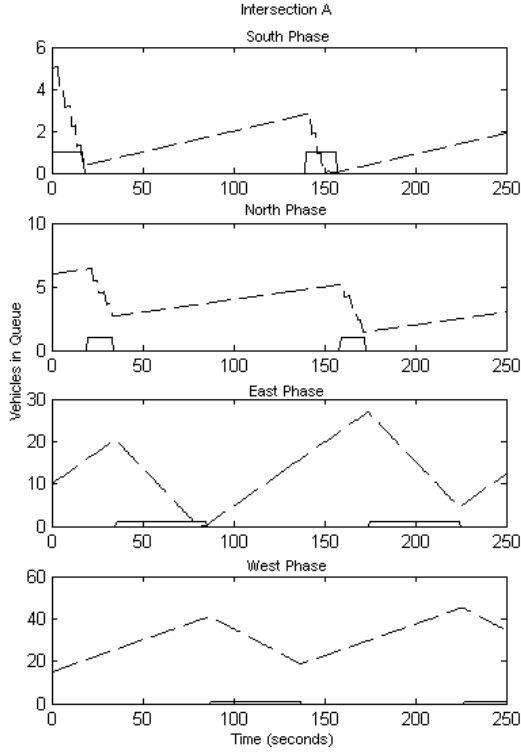 Intersection A
South Phase
6
4
2
0
0 50 100 150 200 250
North Phase
10
5
0
0 50 100 150 200 250
Vehicles in Queue
East Phase
30
20
10
0
0 50 100 150 200 250
West Phase
60
40
20
0
0 50 100 150 200 250
Time (seconds)